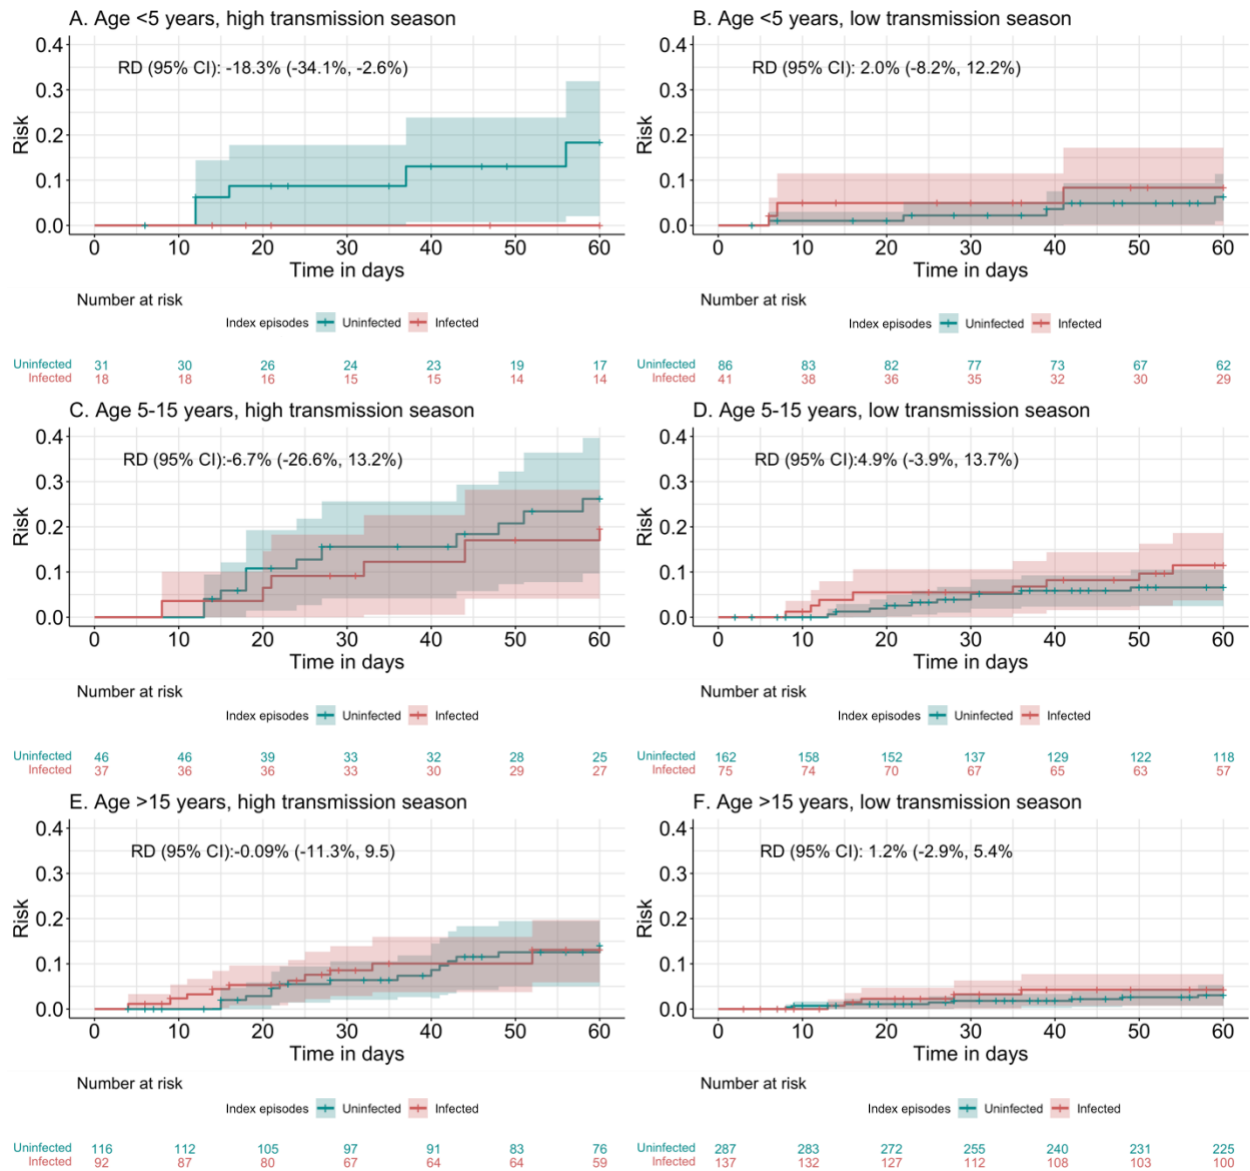 A. Age <5 years, high transmission season
RD (95% CI): -18.3% (-34.1%, -2.6%)
Risk
0.4
0.3
0.2
0.1
0.0
0 10 20 30 40 50 60
Time in days
Number at risk
Index episodes Uninfected Infected
Uninfected 31 30 26 24 23 19 17
Infected 18 18 16 15 15 14 14
B. Age <5 years, low transmission season
RD (95% CI): 2.0% (-8.2%, 12.2%)
Risk
0.4
0.3
0.2
0.1
0.0
0 10 20 30 40 50 60
Time in days
Number at risk
Index episodes Uninfected Infected
Uninfected 86 83 82 77 73 67 62
Infected 41 38 36 35 32 30 29
C. Age 5-15 years, high transmission season
RD (95% CI):-6.7% (-26.6%, 13.2%)
Risk
0.4
0.3
0.2
0.1
0.0
0 10 20 30 40 50 60
Time in days
Number at risk
Index episodes Uninfected Infected
Uninfected 46 46 39 33 32 28 25
Infected 37 36 36 33 30 29 27
D. Age 5-15 years, low transmission season
RD (95% CI):4.9% (-3.9%, 13.7%)
Risk
0.4
0.3
0.2
0.1
0.0
0 10 20 30 40 50 60
Time in days
Number at risk
Index episodes Uninfected Infected
Uninfected 162 158 152 137 129 122 118
Infected 75 74 70 67 65 63 57
E. Age >15 years, high transmission season
RD (95% CI):-0.09% (-11.3%, 9.5)
Risk
0.4
0.3
0.2
0.1
0.0
0 10 20 30 40 50 60
Time in days
Number at risk
Index episodes Uninfected Infected
Uninfected 116 112 105 97 91 83 76
Infected 92 87 80 67 64 64 59
F. Age >15 years, low transmission season
RD (95% CI): 1.2% (-2.9%, 5.4%
Risk
0.4
0.3
0.2
0.1
0.0
0 10 20 30 40 50 60
Time in days
Number at risk
Index episodes Uninfected Infected
Uninfected 287 283 272 255 240 231 225
Infected 137 132 127 112 108 103 100